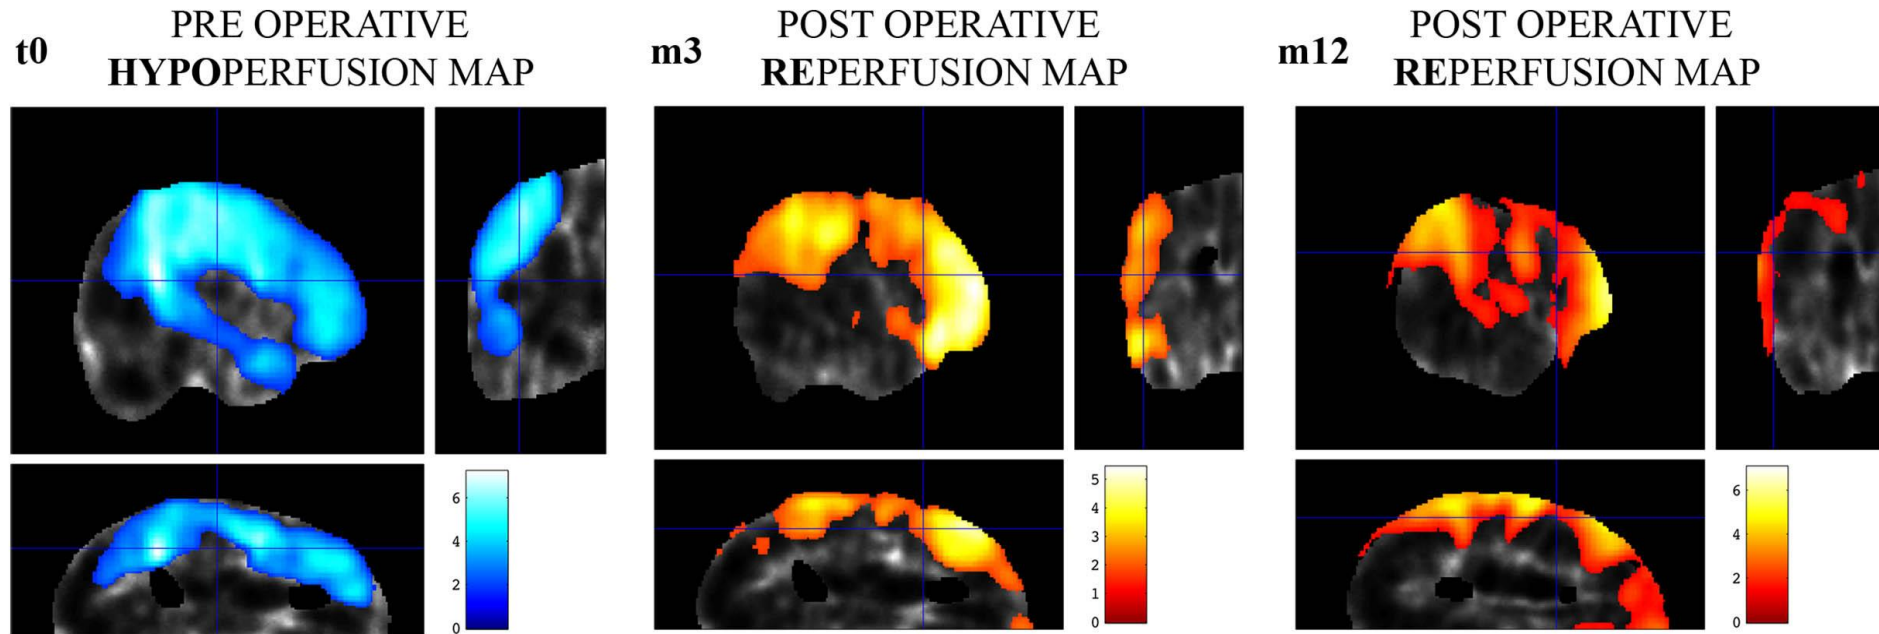 t0
PRE OPERATIVE
HYPOPERFUSION MAP
m3
POST OPERATIVE
REPERFUSION MAP
m12
POST OPERATIVE
REPERFUSION MAP
6
4
2
0
5
4
3
2
1
0
6
4
2
0